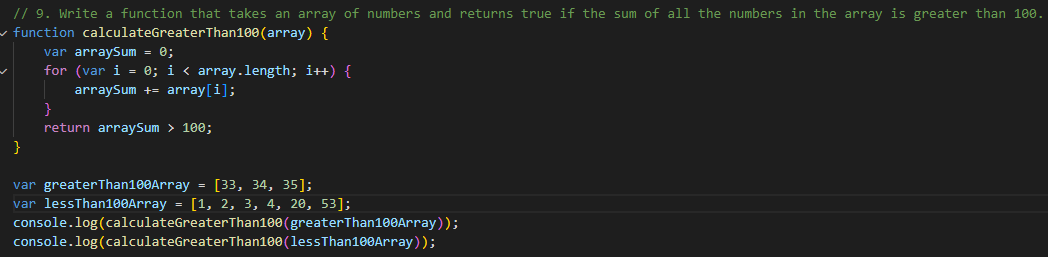 // 9. Write a function that takes an array of numbers and returns true if the sum of all the numbers in the array is greater than 100.
function calculateGreaterThan100(array) {
    var arraySum = 0;
    for (var i = 0; i < array.length; i++) {
        arraySum += array[i];
    }
    return arraySum > 100;
}

var greaterThan100Array = [33, 34, 35];
var lessThan100Array = [1, 2, 3, 4, 20, 53];
console.log(calculateGreaterThan100(greaterThan100Array));
console.log(calculateGreaterThan100(lessThan100Array));